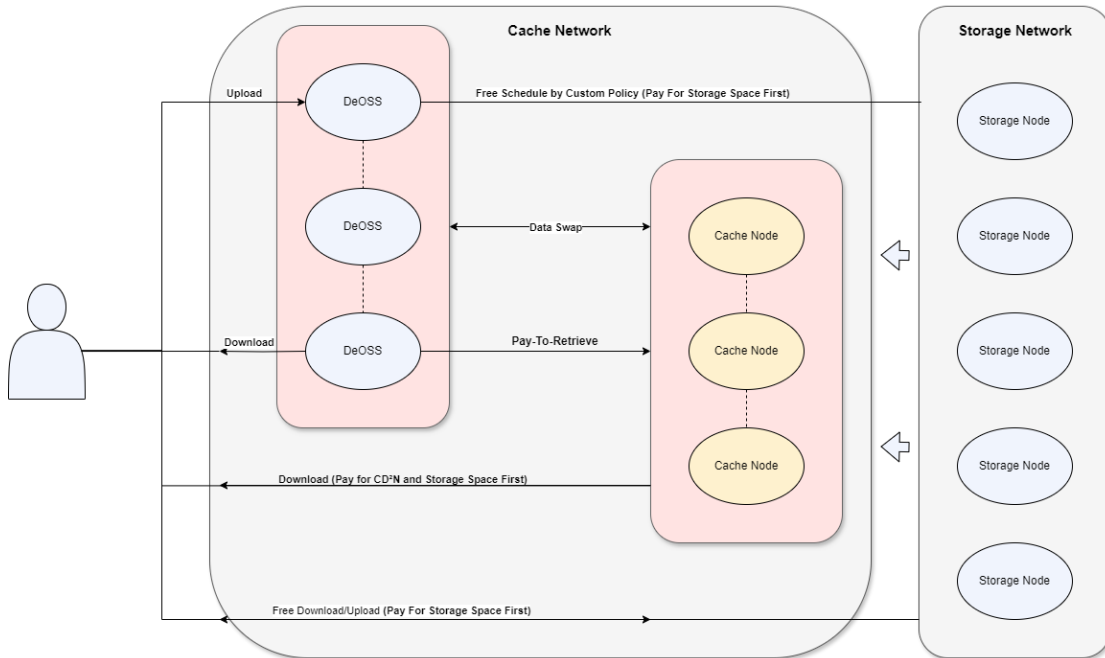 Cache Network
Storage Network
Upload
DeOSS
Free Schedule by Custom Policy (Pay For Storage Space First)
Storage Node
DeOSS
Data Swap
Cache Node
Storage Node
Download
DeOSS
Pay-To-Retrieve
Cache Node
Storage Node
Cache Node
Storage Node
Download (Pay for CD²N and Storage Space First)
Storage Node
Free Download/Upload (Pay For Storage Space First)